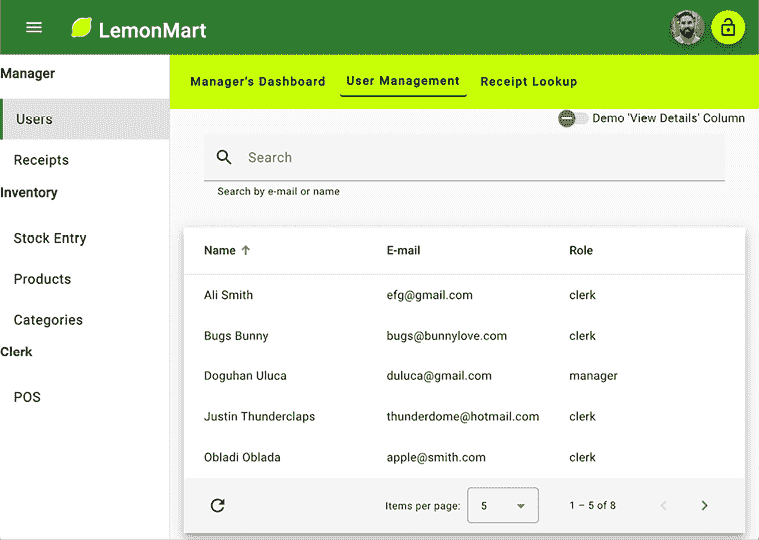 LemonMart
Manager
Users
Receipts
Inventory
Stock Entry
Products
Categories
Clerk
POS
Manager's Dashboard User Management Receipt Lookup
Demo 'View Details' Column
Search
Search by e-mail or name
Name E-mail Role
Ali Smith efg@gmail.com clerk
Bugs Bunny bugs@bunnylove.com clerk
Doguhan Uluca duluca@gmail.com manager
Justin Thunderclaps thunderdome@hotmail.com clerk
Obladi Oblada apple@smith.com clerk
Items per page: 5 1 – 5 of 8